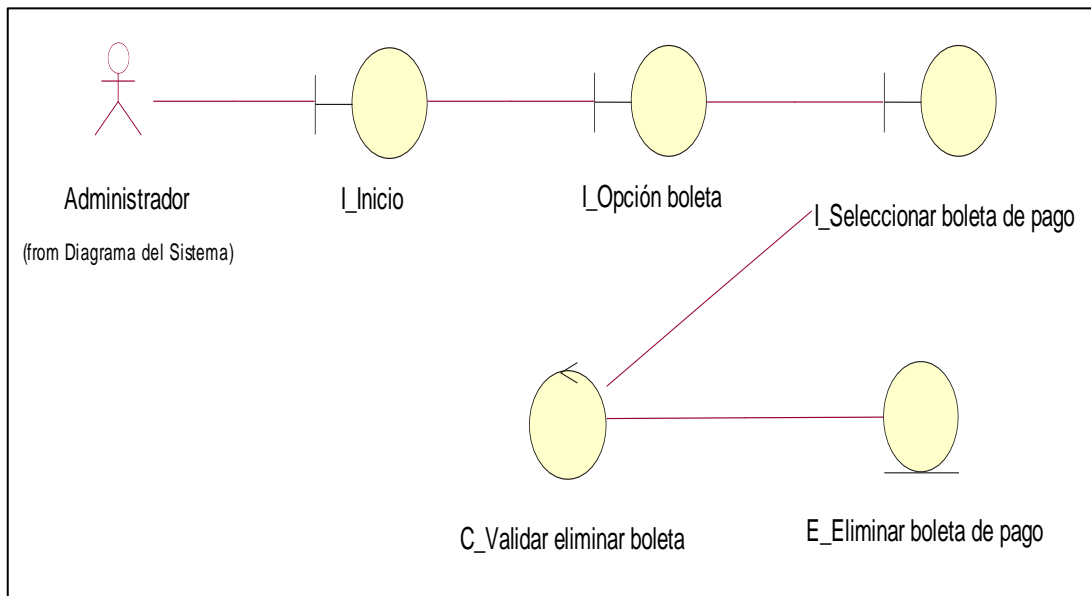 Administrador
(from Diagrama del Sistema)
I_Inicio
I_Opción boleta
I_Seleccionar boleta de pago
C_Validar eliminar boleta
E_Eliminar boleta de pago